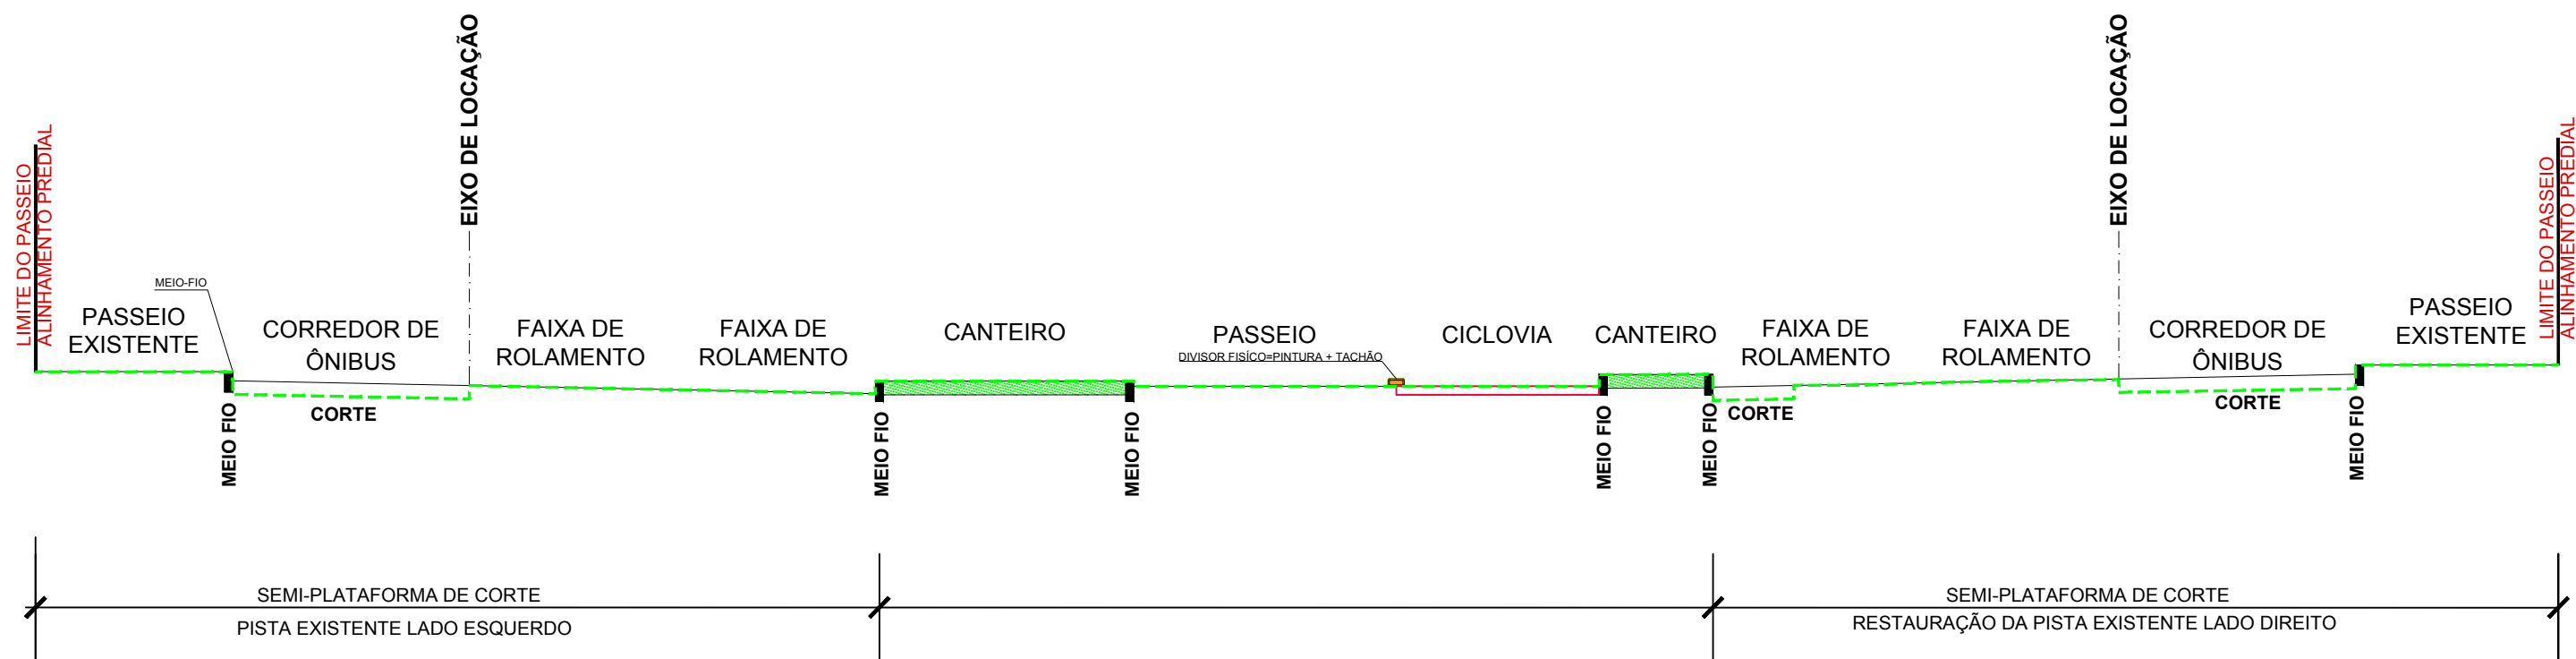 EIXO DE LOCAÇÃO
EIXO DE LOCAÇÃO
LIMITE DO PASSEIO
ALINHAMENTO PREDIAL
LIMITE DO PASSEIO
ALINHAMENTO PREDIAL
MEIO-FIO
PASSEIO
EXISTENTE
CORREDOR DE
ÔNIBUS
FAIXA DE
ROLAMENTO
FAIXA DE
ROLAMENTO
CANTEIRO
PASSEIO
DIVISOR FISÍCO=PINTURA + TACHÃO
CICLOVIA
CANTEIRO
FAIXA DE
ROLAMENTO
FAIXA DE
ROLAMENTO
CORREDOR DE
ÔNIBUS
PASSEIO
EXISTENTE
CORTE
CORTE
CORTE
MEIO FIO
MEIO FIO
MEIO FIO
MEIO FIO
MEIO FIO
MEIO FIO
SEMI-PLATAFORMA DE CORTE
PISTA EXISTENTE LADO ESQUERDO
SEMI-PLATAFORMA DE CORTE
RESTAURAÇÃO DA PISTA EXISTENTE LADO DIREITO